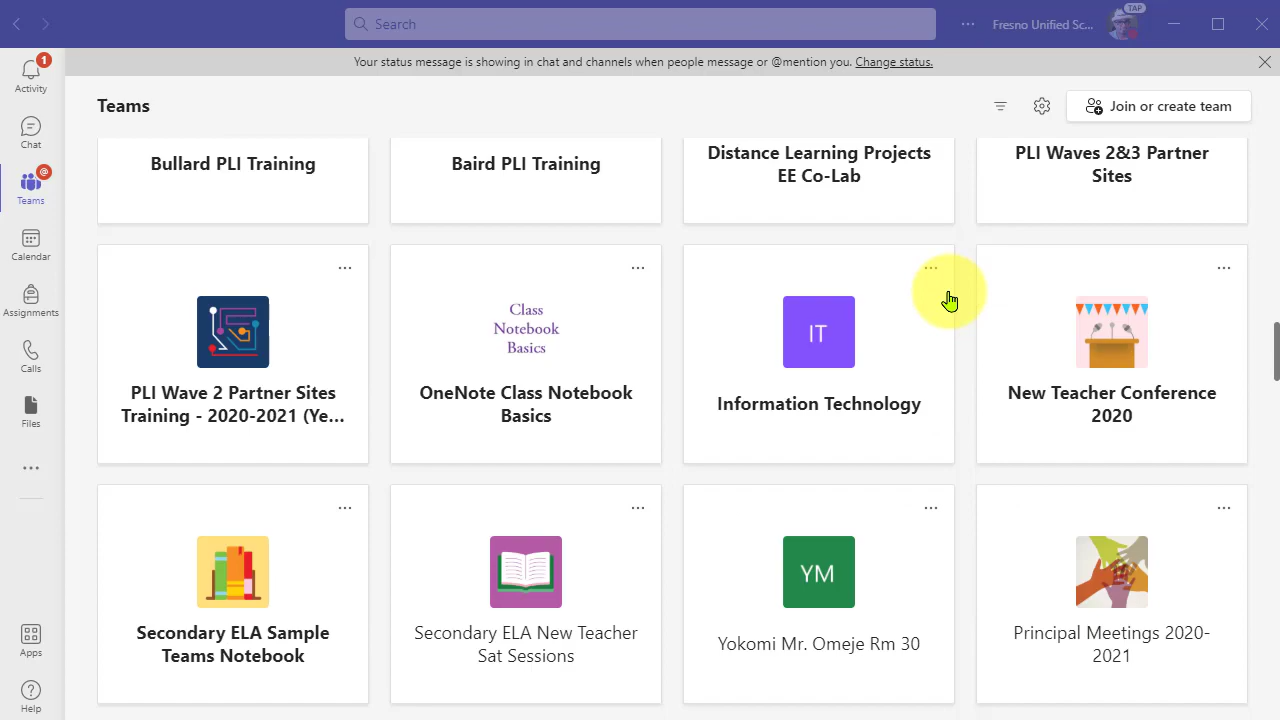 Search
Fresno Unified Sc...
TAP
Your status message is showing in chat and channels when people message or @mention you. Change status.
1
Activity
Chat
@
Teams
Calendar
Assignments
Calls
Files
Apps
Help
Teams
Join or create team
Bullard PLI Training
Baird PLI Training
Distance Learning Projects
EE Co-Lab
PLI Waves 2&3 Partner
Sites
PLI Wave 2 Partner Sites
Training - 2020-2021 (Ye...
Class
Notebook
Basics
OneNote Class Notebook
Basics
IT
Information Technology
New Teacher Conference
2020
Secondary ELA Sample
Teams Notebook
Secondary ELA New Teacher
Sat Sessions
YM
Yokomi Mr. Omeje Rm 30
Principal Meetings 2020-
2021